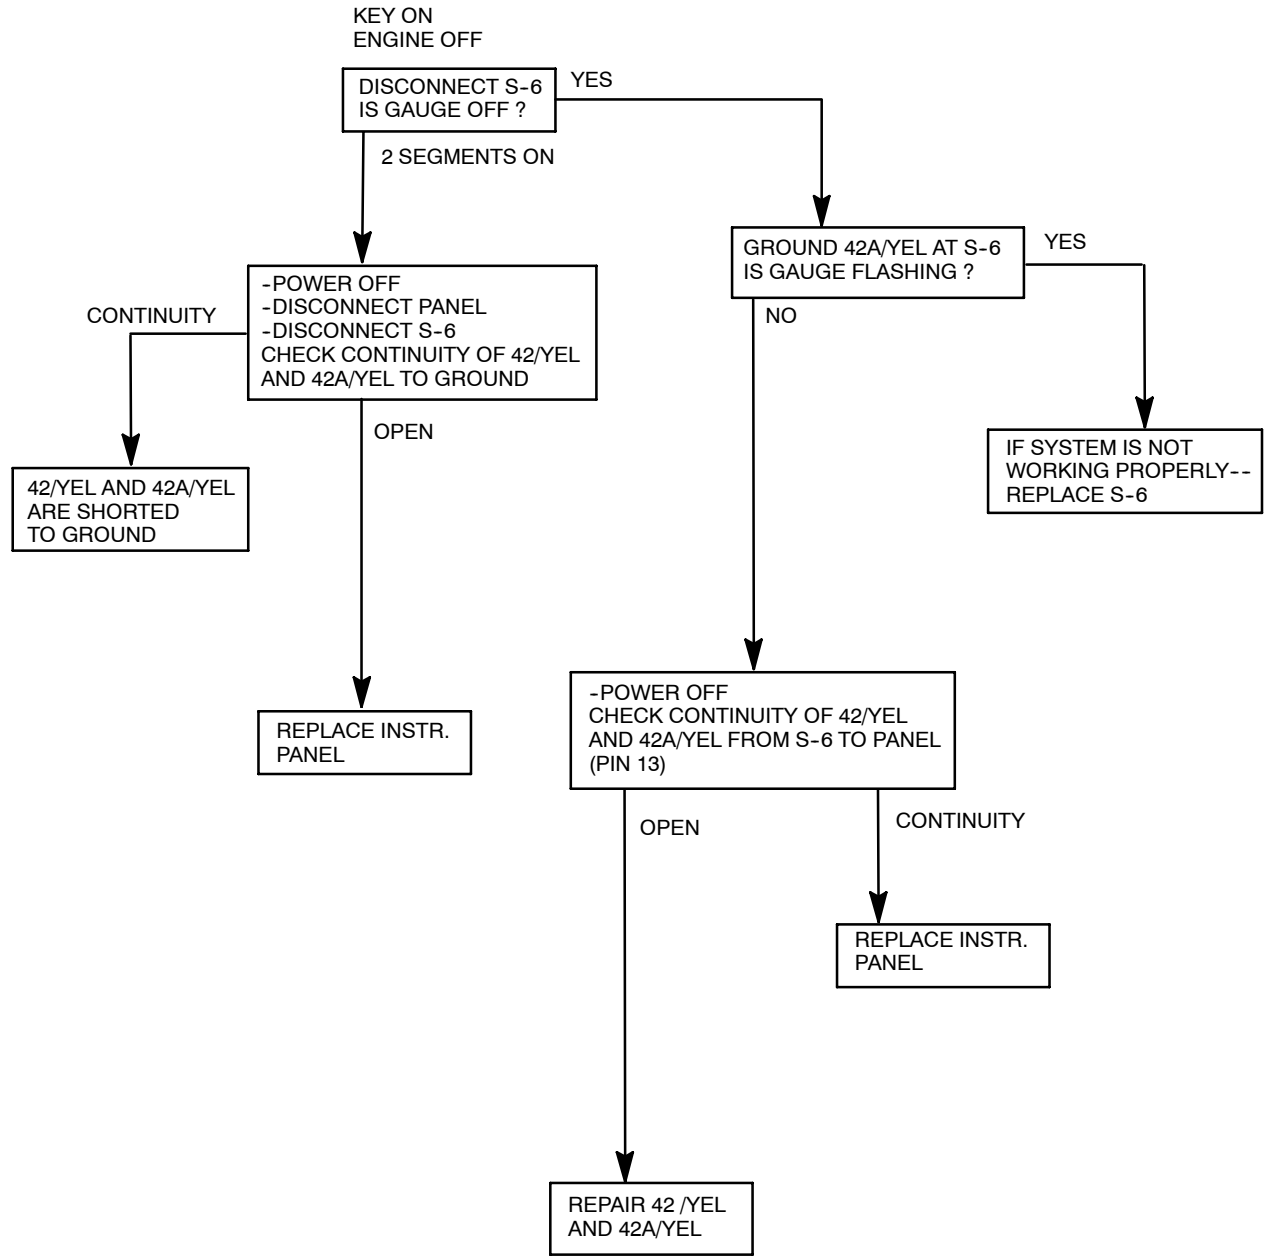 KEY ON
ENGINE OFF
DISCONNECT S-6
IS GAUGE OFF ?
YES
2 SEGMENTS ON
GROUND 42A/YEL AT S-6
IS GAUGE FLASHING ?
YES
NO
-POWER OFF
-DISCONNECT PANEL
-DISCONNECT S-6
CHECK CONTINUITY OF 42/YEL
AND 42A/YEL TO GROUND
CONTINUITY
OPEN
IF SYSTEM IS NOT
WORKING PROPERLY--
REPLACE S-6
42/YEL AND 42A/YEL
ARE SHORTED
TO GROUND
REPLACE INSTR.
PANEL
-POWER OFF
CHECK CONTINUITY OF 42/YEL
AND 42A/YEL FROM S-6 TO PANEL
(PIN 13)
OPEN
CONTINUITY
REPLACE INSTR.
PANEL
REPAIR 42 /YEL
AND 42A/YEL